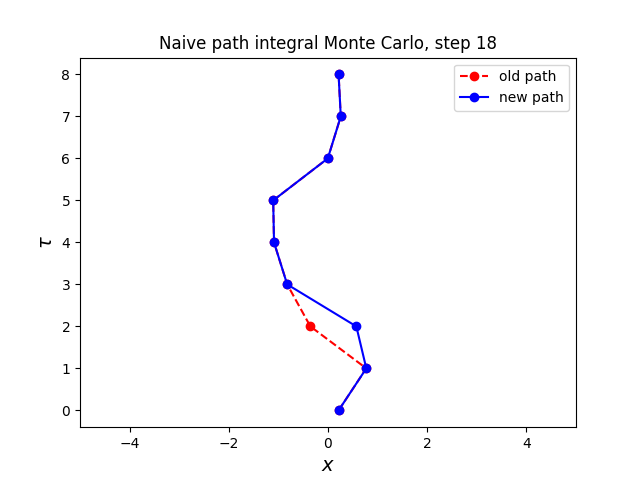 Naive path integral Monte Carlo, step 18
old path
new path
8
7
6
5
4
3
2
1
0
τ
−4 −2 0 2 4
x